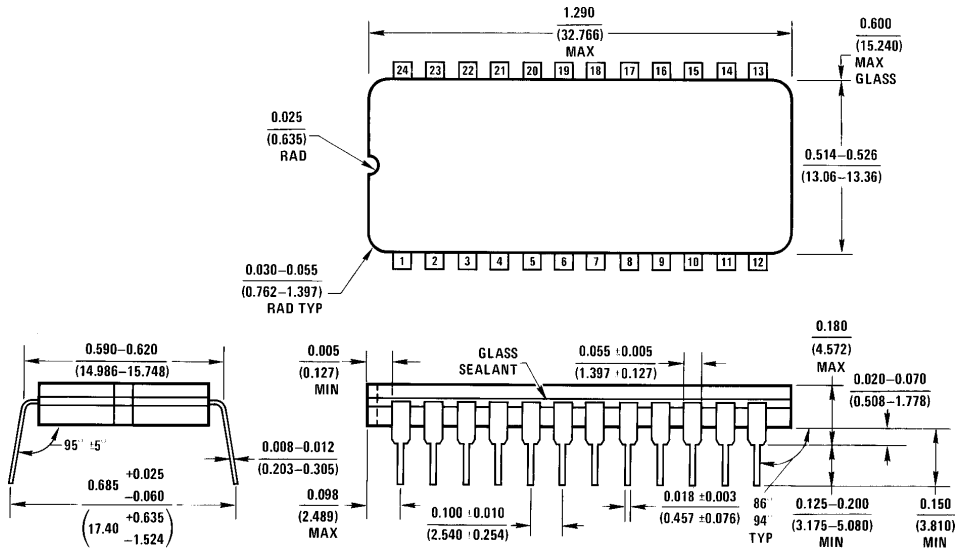 1.290
(32.766)
MAX
0.600
(15.240)
MAX
GLASS
24 23 22 21 20 19 18 17 16 15 14 13
0.025
(0.635)
RAD
0.514–0.526
(13.06–13.36)
1 2 3 4 5 6 7 8 9 10 11 12
0.030–0.055
(0.762–1.397)
RAD TYP
0.590–0.620
(14.986–15.748)
0.005
(0.127)
MIN
GLASS
SEALANT
0.055 ±0.005
(1.397 ±0.127)
0.180
(4.572)
MAX
0.020–0.070
(0.508–1.778)
95° ±5°
0.008–0.012
(0.203–0.305)
0.685 +0.025
-0.060
(17.40 +0.635
-1.524)
0.098
(2.489)
MAX
0.100 ±0.010
(2.540 ±0.254)
0.018 ±0.003
(0.457 ±0.076)
86°
94°
TYP
0.125–0.200
(3.175–5.080)
MIN
0.150
(3.810)
MIN